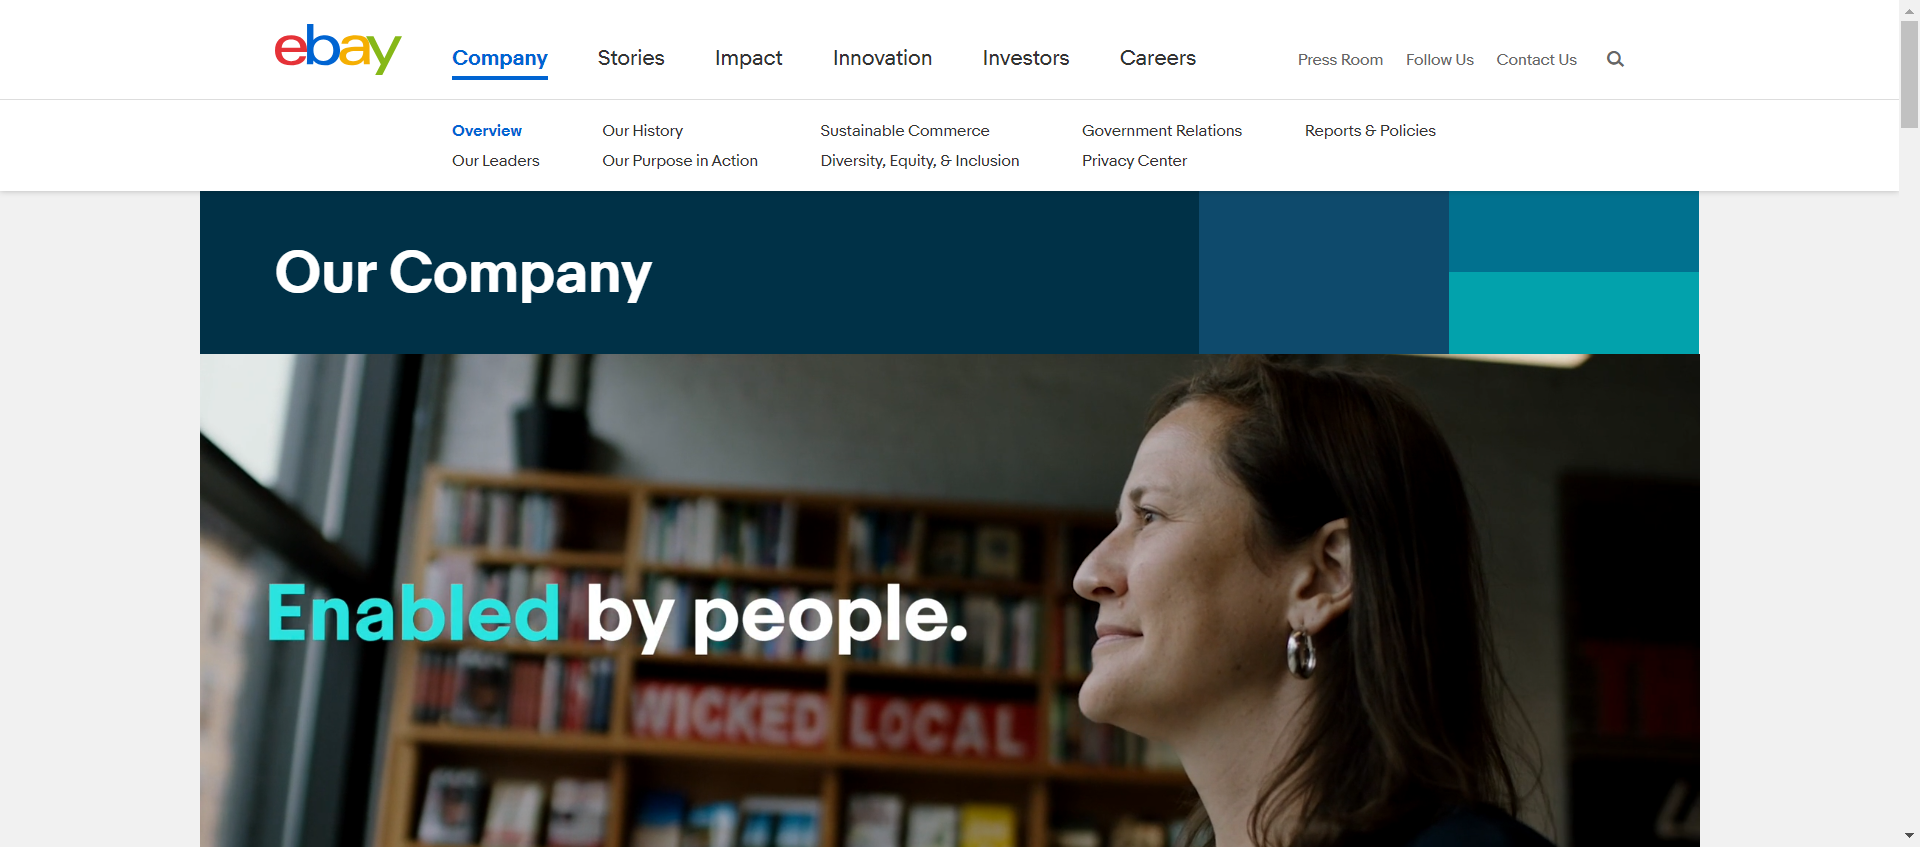 ebay
Company Stories Impact Innovation Investors Careers Press Room Follow Us Contact Us
Overview Our History Sustainable Commerce Government Relations Reports & Policies
Our Leaders Our Purpose in Action Diversity, Equity, & Inclusion Privacy Center
Our Company
Enabled by people.
WICKED LOCAL